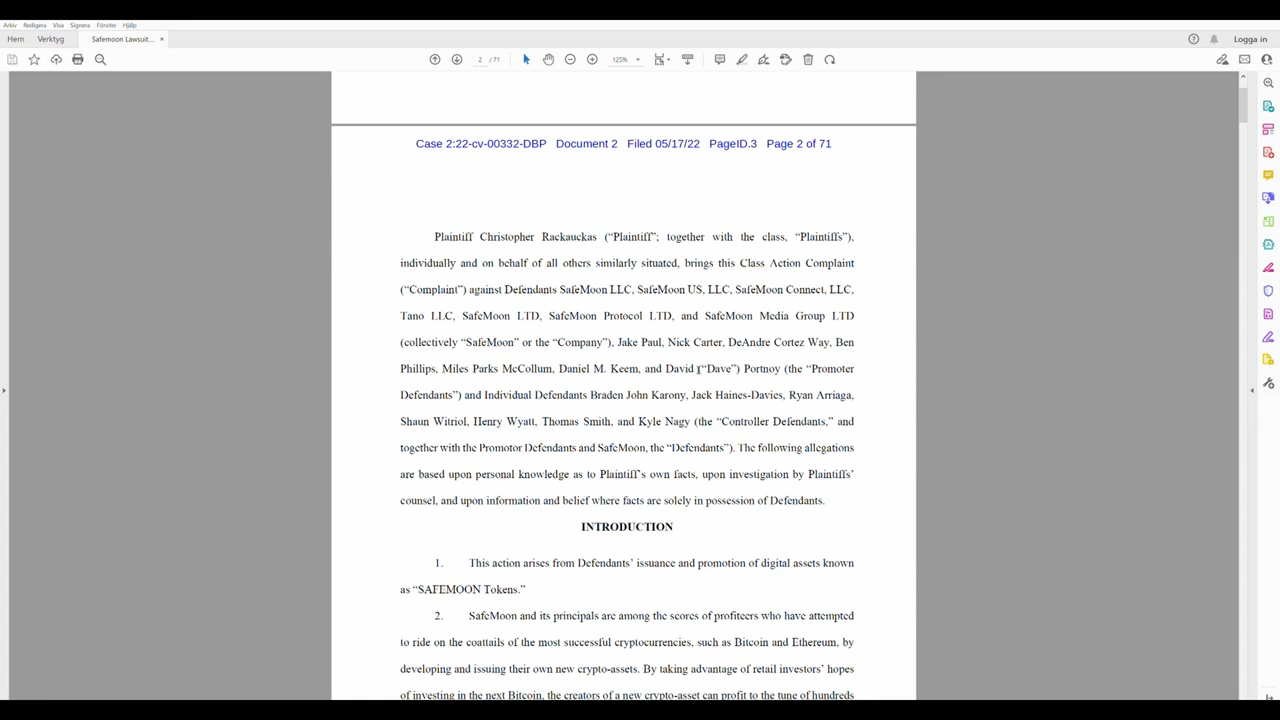 Arkiv Redigera Visa Signera Fönster Hjälp
Hem Verktyg Safemoon Lawsuit... × Logga in
2 / 71 125%
Case 2:22-cv-00332-DBP Document 2 Filed 05/17/22 PageID.3 Page 2 of 71
Plaintiff Christopher Rackauckas (“Plaintiff”; together with the class, “Plaintiffs”),
individually and on behalf of all others similarly situated, brings this Class Action Complaint
(“Complaint”) against Defendants SafeMoon LLC, SafeMoon US, LLC, SafeMoon Connect, LLC,
Tano LLC, SafeMoon LTD, SafeMoon Protocol LTD, and SafeMoon Media Group LTD
(collectively “SafeMoon” or the “Company”), Jake Paul, Nick Carter, DeAndre Cortez Way, Ben
Phillips, Miles Parks McCollum, Daniel M. Keem, and David (“Dave”) Portnoy (the “Promoter
Defendants”) and Individual Defendants Braden John Karony, Jack Haines-Davies, Ryan Arriaga,
Shaun Witriol, Henry Wyatt, Thomas Smith, and Kyle Nagy (the “Controller Defendants,” and
together with the Promotor Defendants and SafeMoon, the “Defendants”). The following allegations
are based upon personal knowledge as to Plaintiff’s own facts, upon investigation by Plaintiffs’
counsel, and upon information and belief where facts are solely in possession of Defendants.
INTRODUCTION
1. This action arises from Defendants’ issuance and promotion of digital assets known
as “SAFEMOON Tokens.”
2. SafeMoon and its principals are among the scores of profiteers who have attempted
to ride on the coattails of the most successful cryptocurrencies, such as Bitcoin and Ethereum, by
developing and issuing their own new crypto-assets. By taking advantage of retail investors’ hopes
of investing in the next Bitcoin, the creators of a new crypto-asset can profit to the tune of hundreds